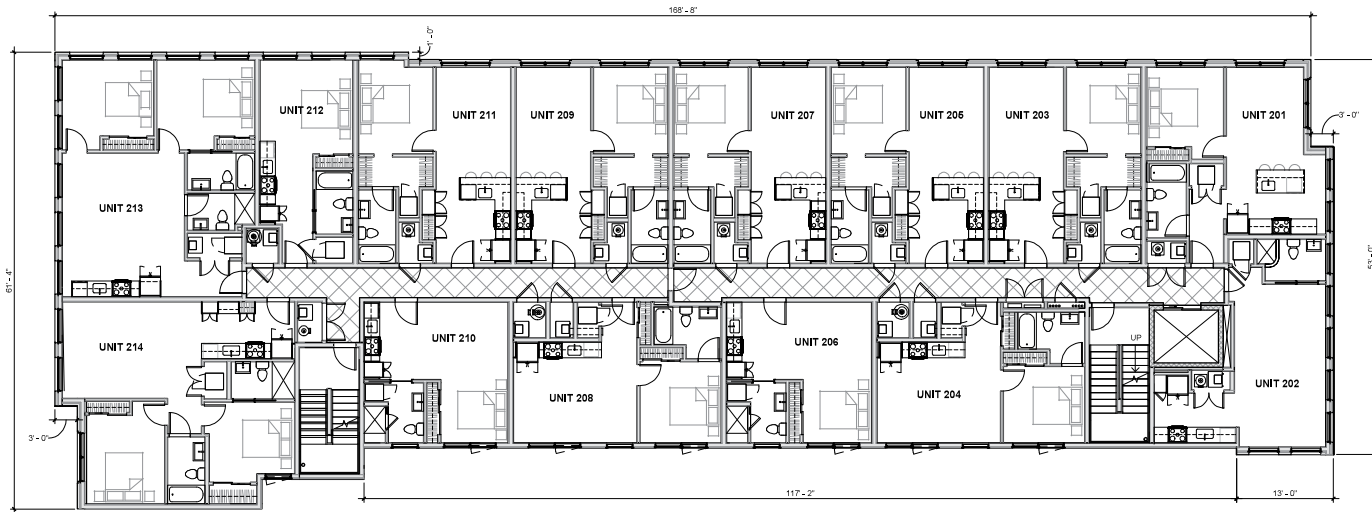 168' - 8"
1' - 0"
UNIT 212
UNIT 211
UNIT 209
UNIT 207
UNIT 205
UNIT 203
UNIT 201
3' - 0"
UNIT 213
61' - 4"
53' - 0"
UNIT 214
UNIT 210
UNIT 206
UP
UNIT 208
UNIT 204
UNIT 202
3' - 0"
117' - 2"
13' - 0"